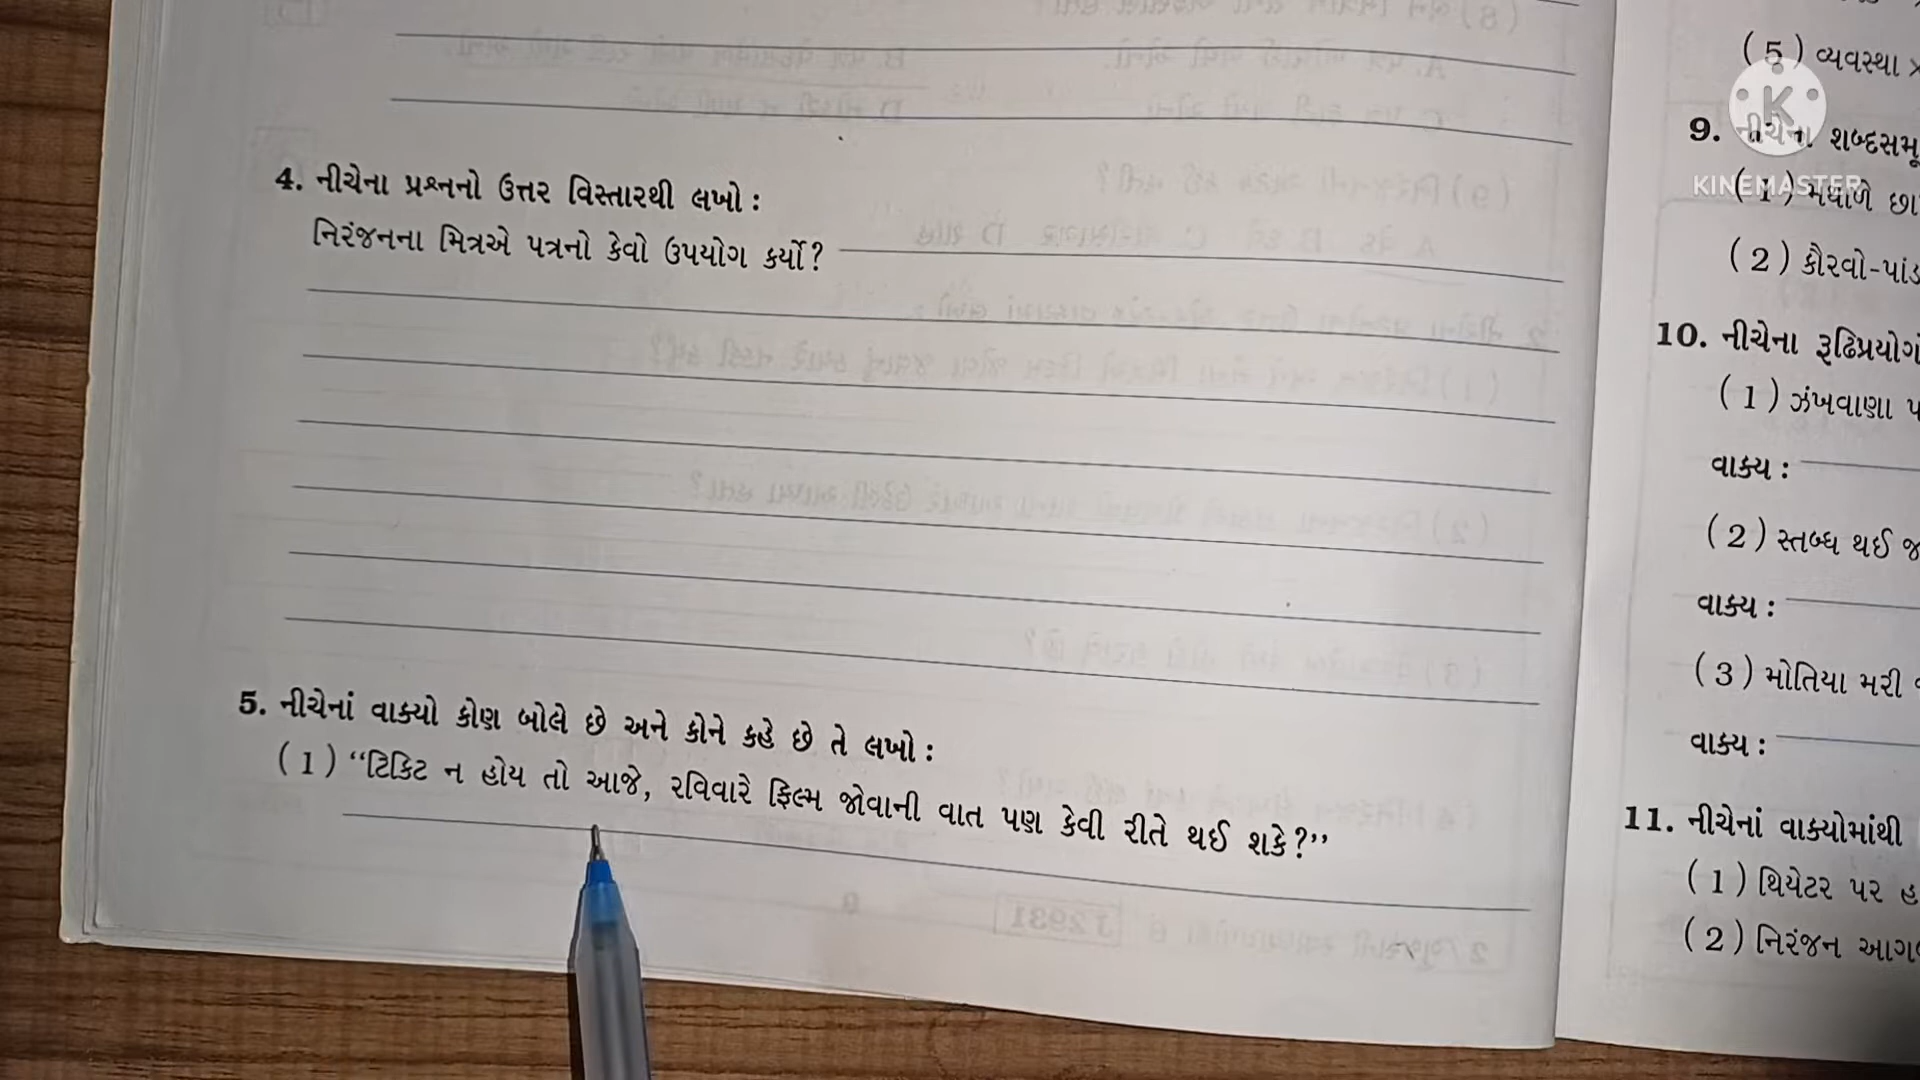 4. નીચેના પ્રશ્નનો ઉત્તર વિસ્તારથી લખો :
નિરંજનના મિત્રએ પત્રનો કેવો ઉપયોગ કર્યો?
5. નીચેનાં વાક્યો કોણ બોલે છે અને કોને કહે છે તે લખો :
(1) “ટિકિટ ન હોય તો આજે, રવિવારે ફિલ્મ જોવાની વાત પણ કેવી રીતે થઈ શકે?”
(5) વ્યવસ્થા ×
9. નીચેના શબ્દસમૂ
(1) મથાળે છા
(2) કૌરવો-પાંડ
10. નીચેના રૂઢિપ્રયોગ
(1) ઝંખવાણા પ
વાક્ય :
(2) સ્તબ્ધ થઈ જ
વાક્ય :
(3) મોતિયા મરી
વાક્ય :
11. નીચેનાં વાક્યોમાંથી
(1) થિયેટર પર હ
(2) નિરંજન આગ
K
KINEMASTER